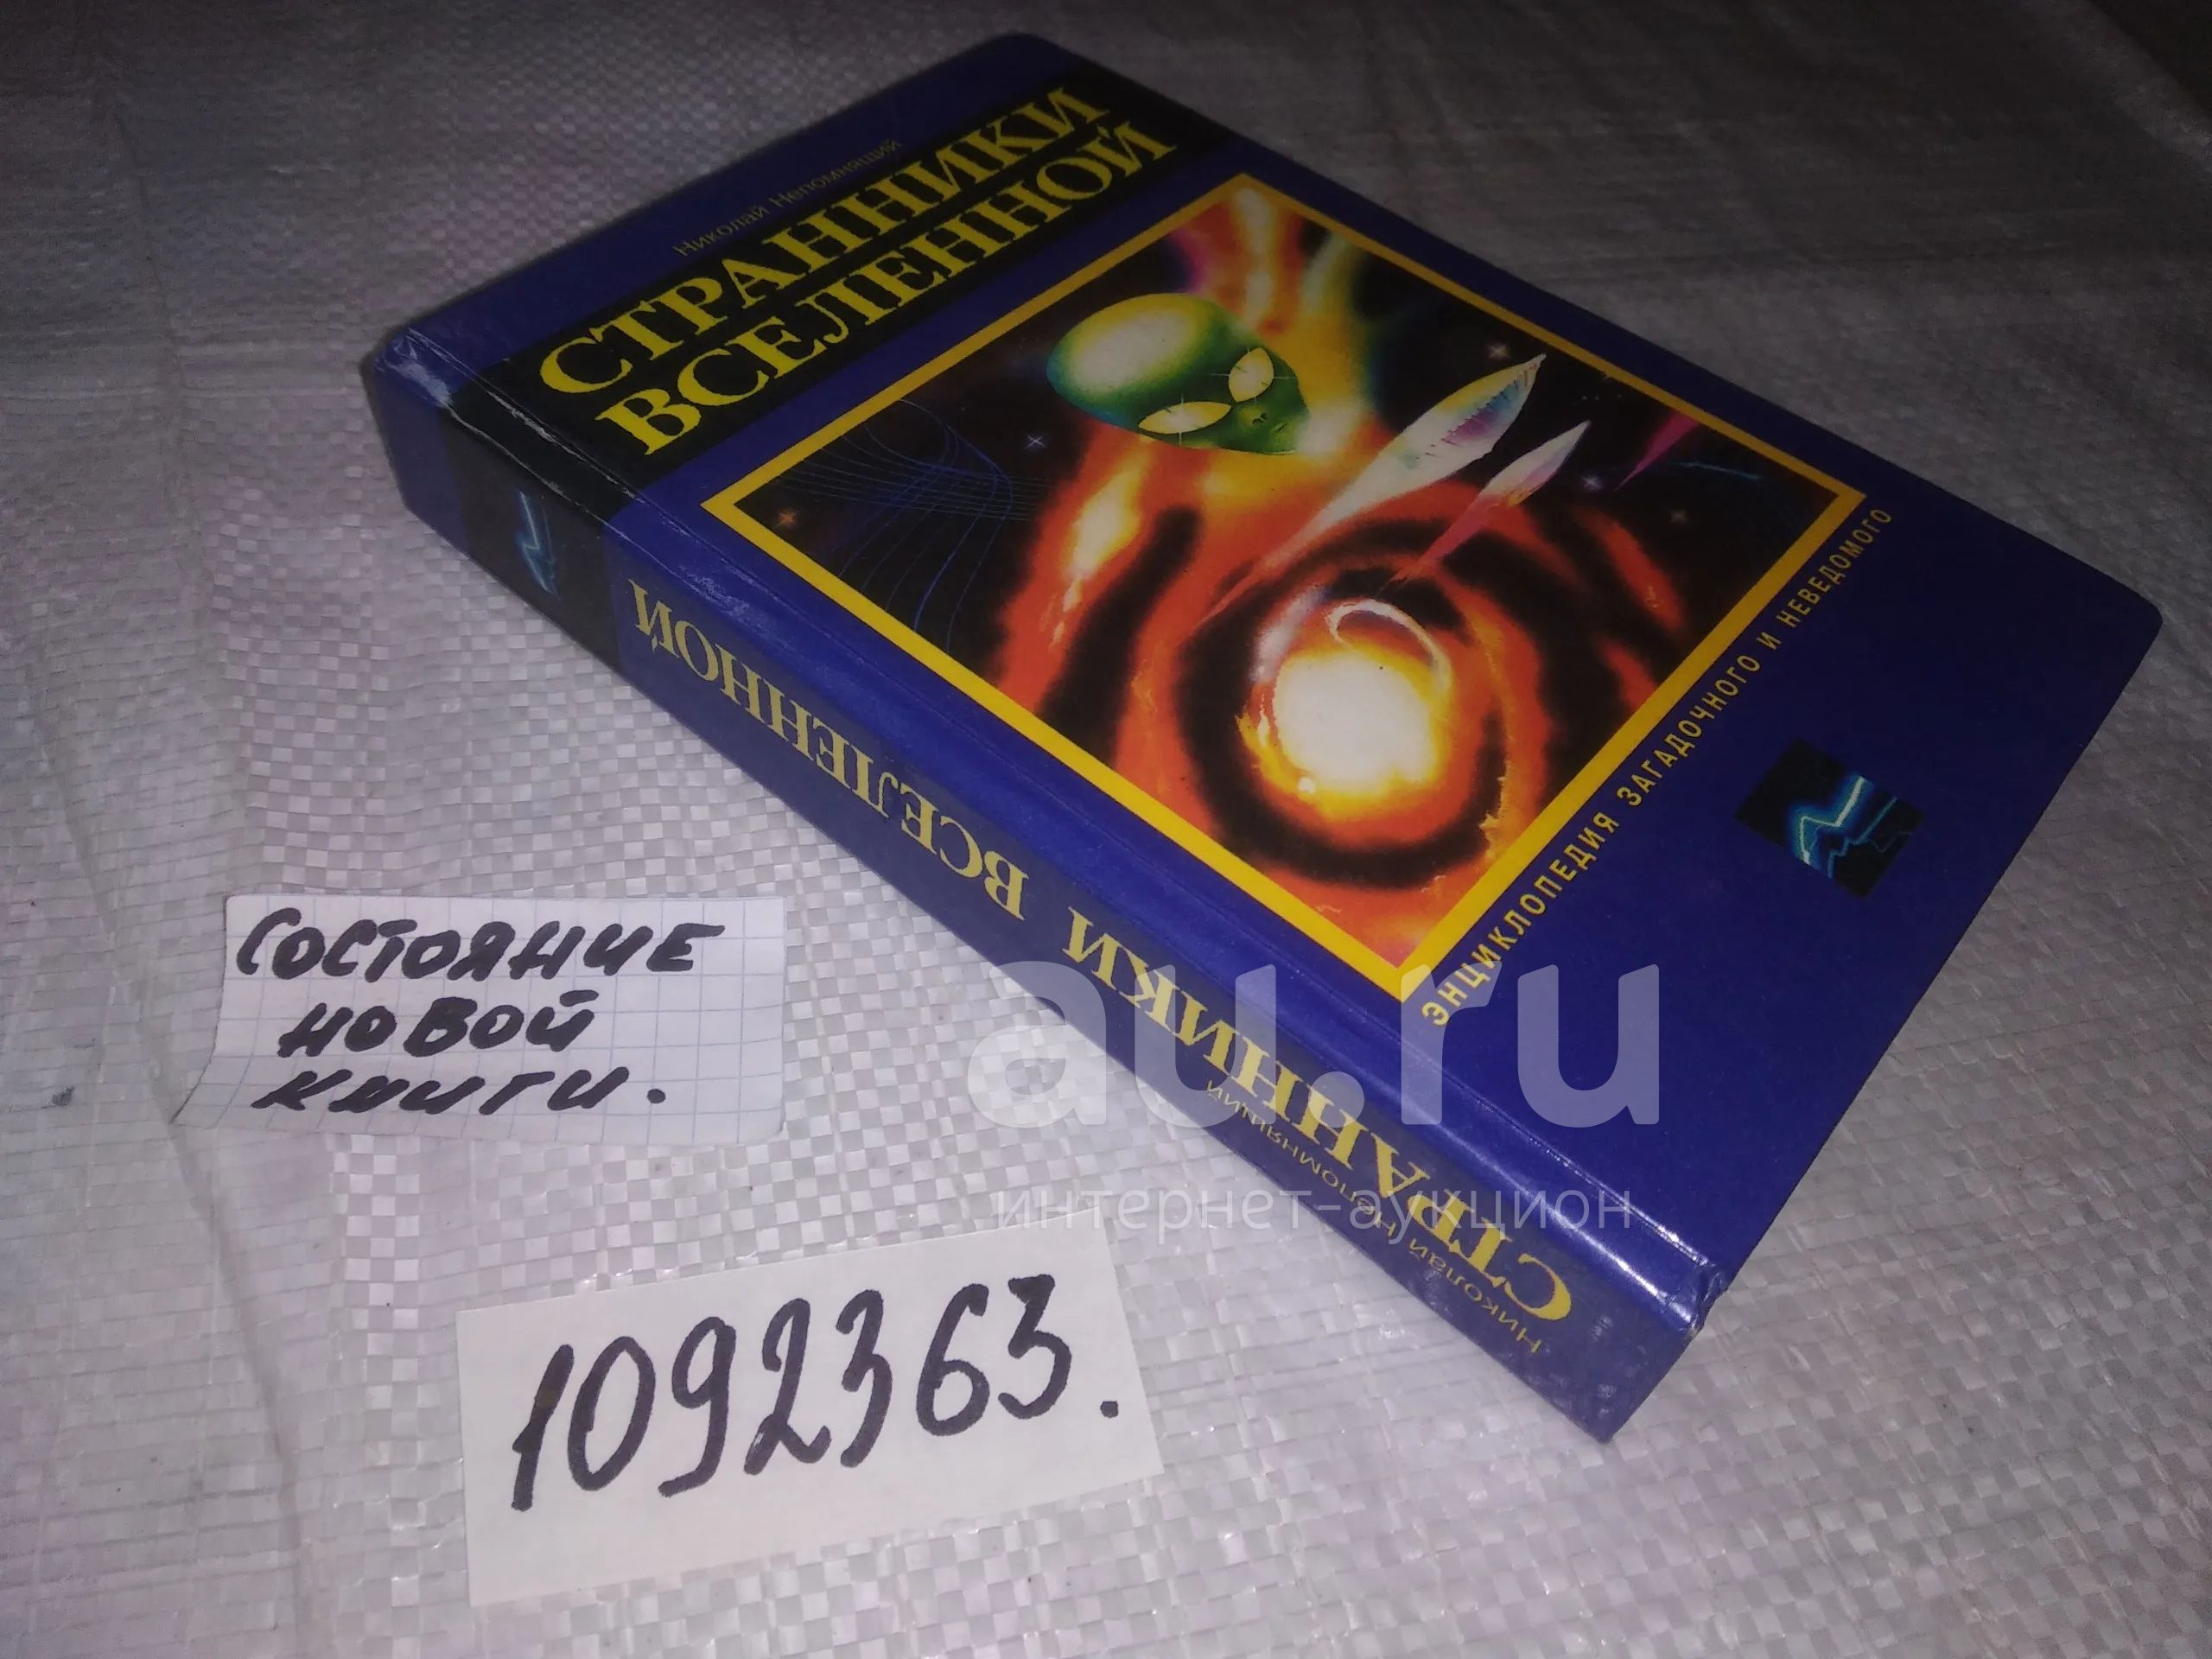 Николай Непомнящий
СТРАННИКИ
ВСЕЛЕННОЙ
ЭНЦИКЛОПЕДИЯ ЗАГАДОЧНОГО И НЕВЕДОМОГО
Николай Непомнящий
СТРАННИКИ ВСЕЛЕННОЙ
СОСТОЯНИЕ
НОВОЙ
КНИГИ.
1092363.
au.ru
интернет-аукцион